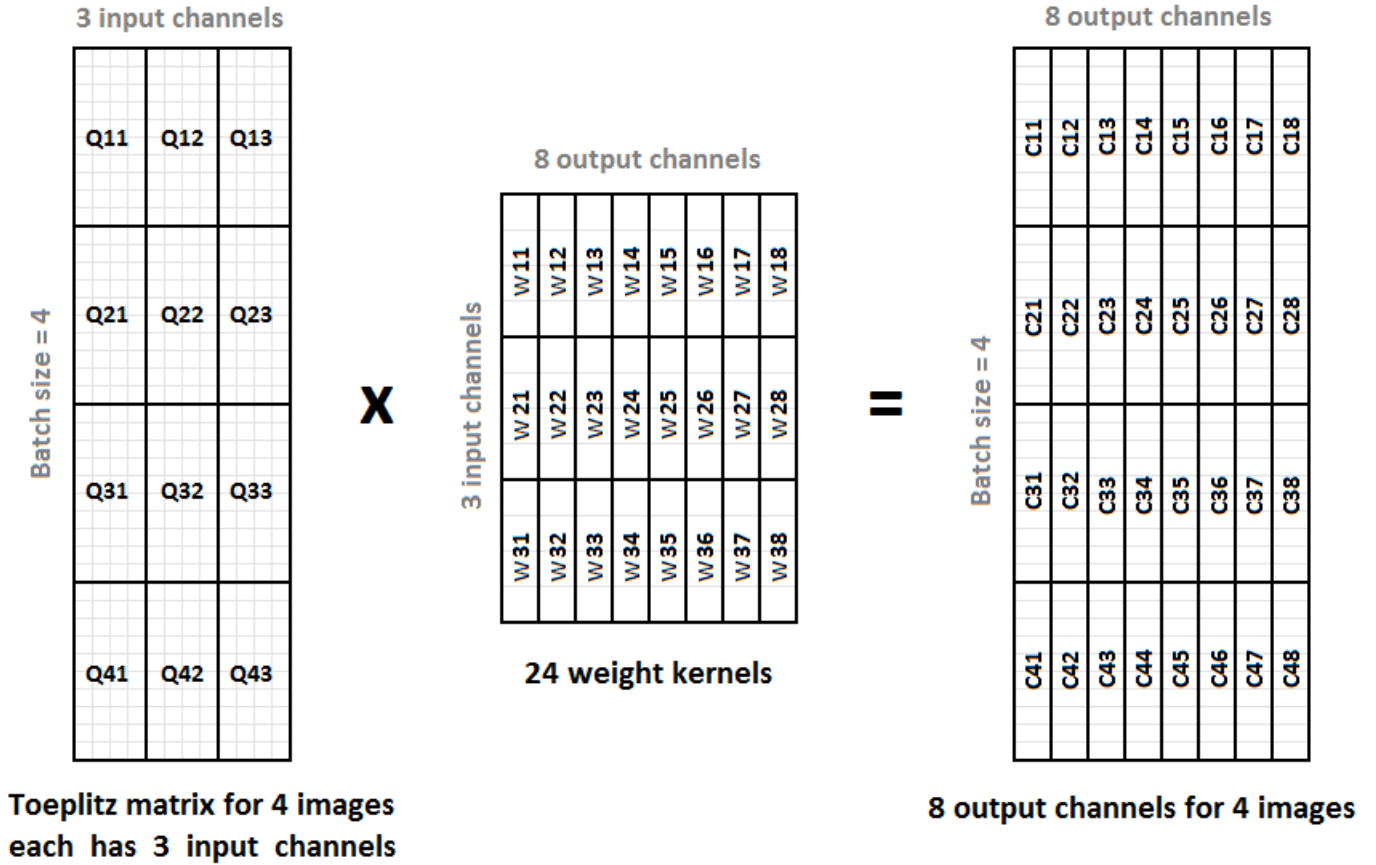 3 input channels
8 output channels
Q11 Q12 Q13
Q21 Q22 Q23
Q31 Q32 Q33
Q41 Q42 Q43
Batch size = 4
Toeplitz matrix for 4 images
each has 3 input channels
X
8 output channels
3 input channels
W11 W12 W13 W14 W15 W16 W17 W18
W21 W22 W23 W24 W25 W26 W27 W28
W31 W32 W33 W34 W35 W36 W37 W38
24 weight kernels
=
Batch size = 4
C11 C12 C13 C14 C15 C16 C17 C18
C21 C22 C23 C24 C25 C26 C27 C28
C31 C32 C33 C34 C35 C36 C37 C38
C41 C42 C43 C44 C45 C46 C47 C48
8 output channels for 4 images